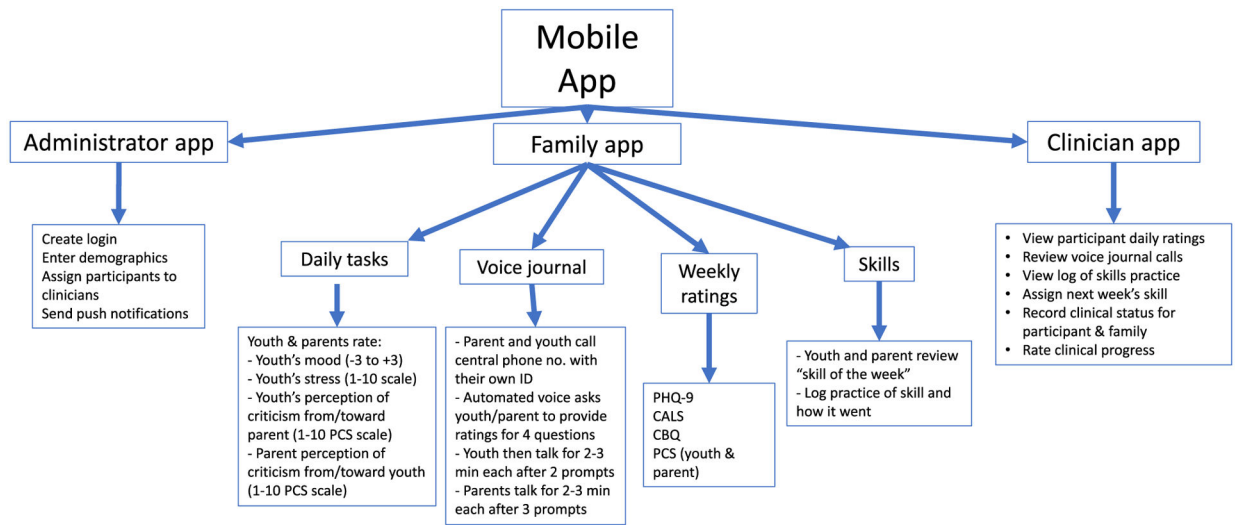 Mobile
App
Administrator app
Family app
Clinician app
Create login
Enter demographics
Assign participants to
clinicians
Send push notifications
Daily tasks
Voice journal
Weekly
ratings
Skills
• View participant daily ratings
• Review voice journal calls
• View log of skills practice
• Assign next week's skill
• Record clinical status for
participant & family
• Rate clinical progress
Youth & parents rate:
- Youth's mood (-3 to +3)
- Youth's stress (1-10 scale)
- Youth's perception of
criticism from/toward
parent (1-10 PCS scale)
- Parent perception of
criticism from/toward youth
(1-10 PCS scale)
- Parent and youth call
central phone no. with
their own ID
- Automated voice asks
youth/parent to provide
ratings for 4 questions
- Youth then talk for 2-3
min each after 2 prompts
- Parents talk for 2-3 min
each after 3 prompts
PHQ-9
CALS
CBQ
PCS (youth &
parent)
- Youth and parent review
"skill of the week"
- Log practice of skill and
how it went